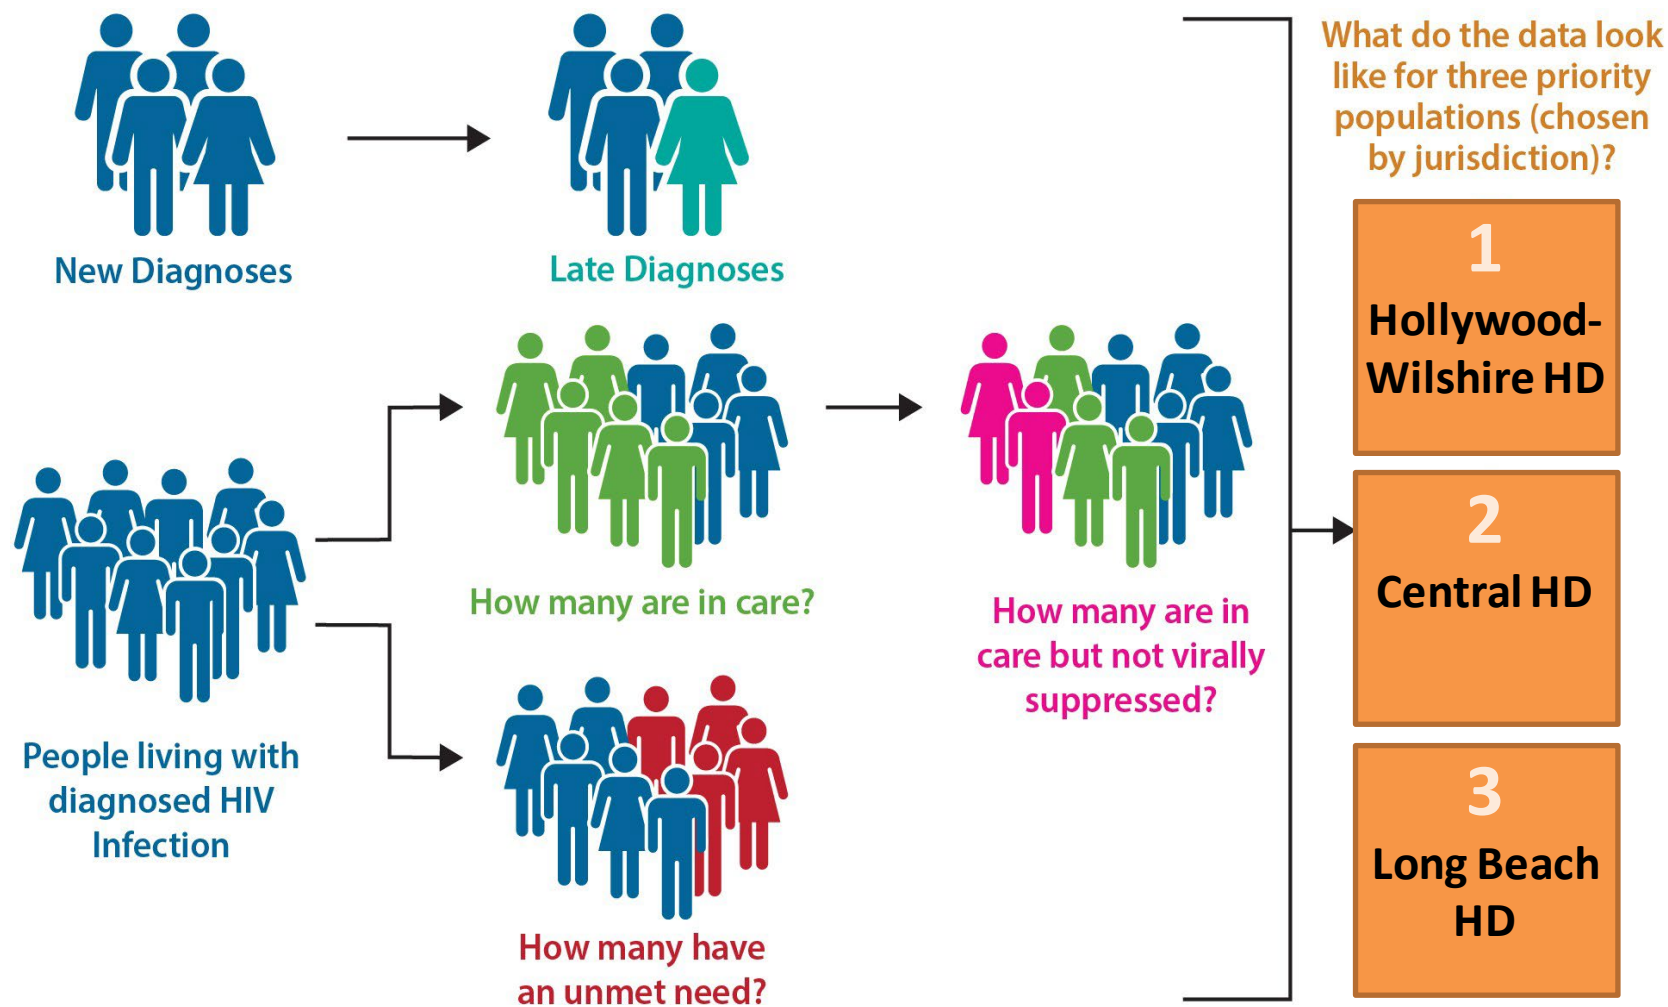 New Diagnoses
Late Diagnoses
People living with
diagnosed HIV
Infection
How many are in care?
How many have
an unmet need?
How many are in
care but not virally
suppressed?
What do the data look
like for three priority
populations (chosen
by jurisdiction)?
1
Hollywood-
Wilshire HD
2
Central HD
3
Long Beach
HD